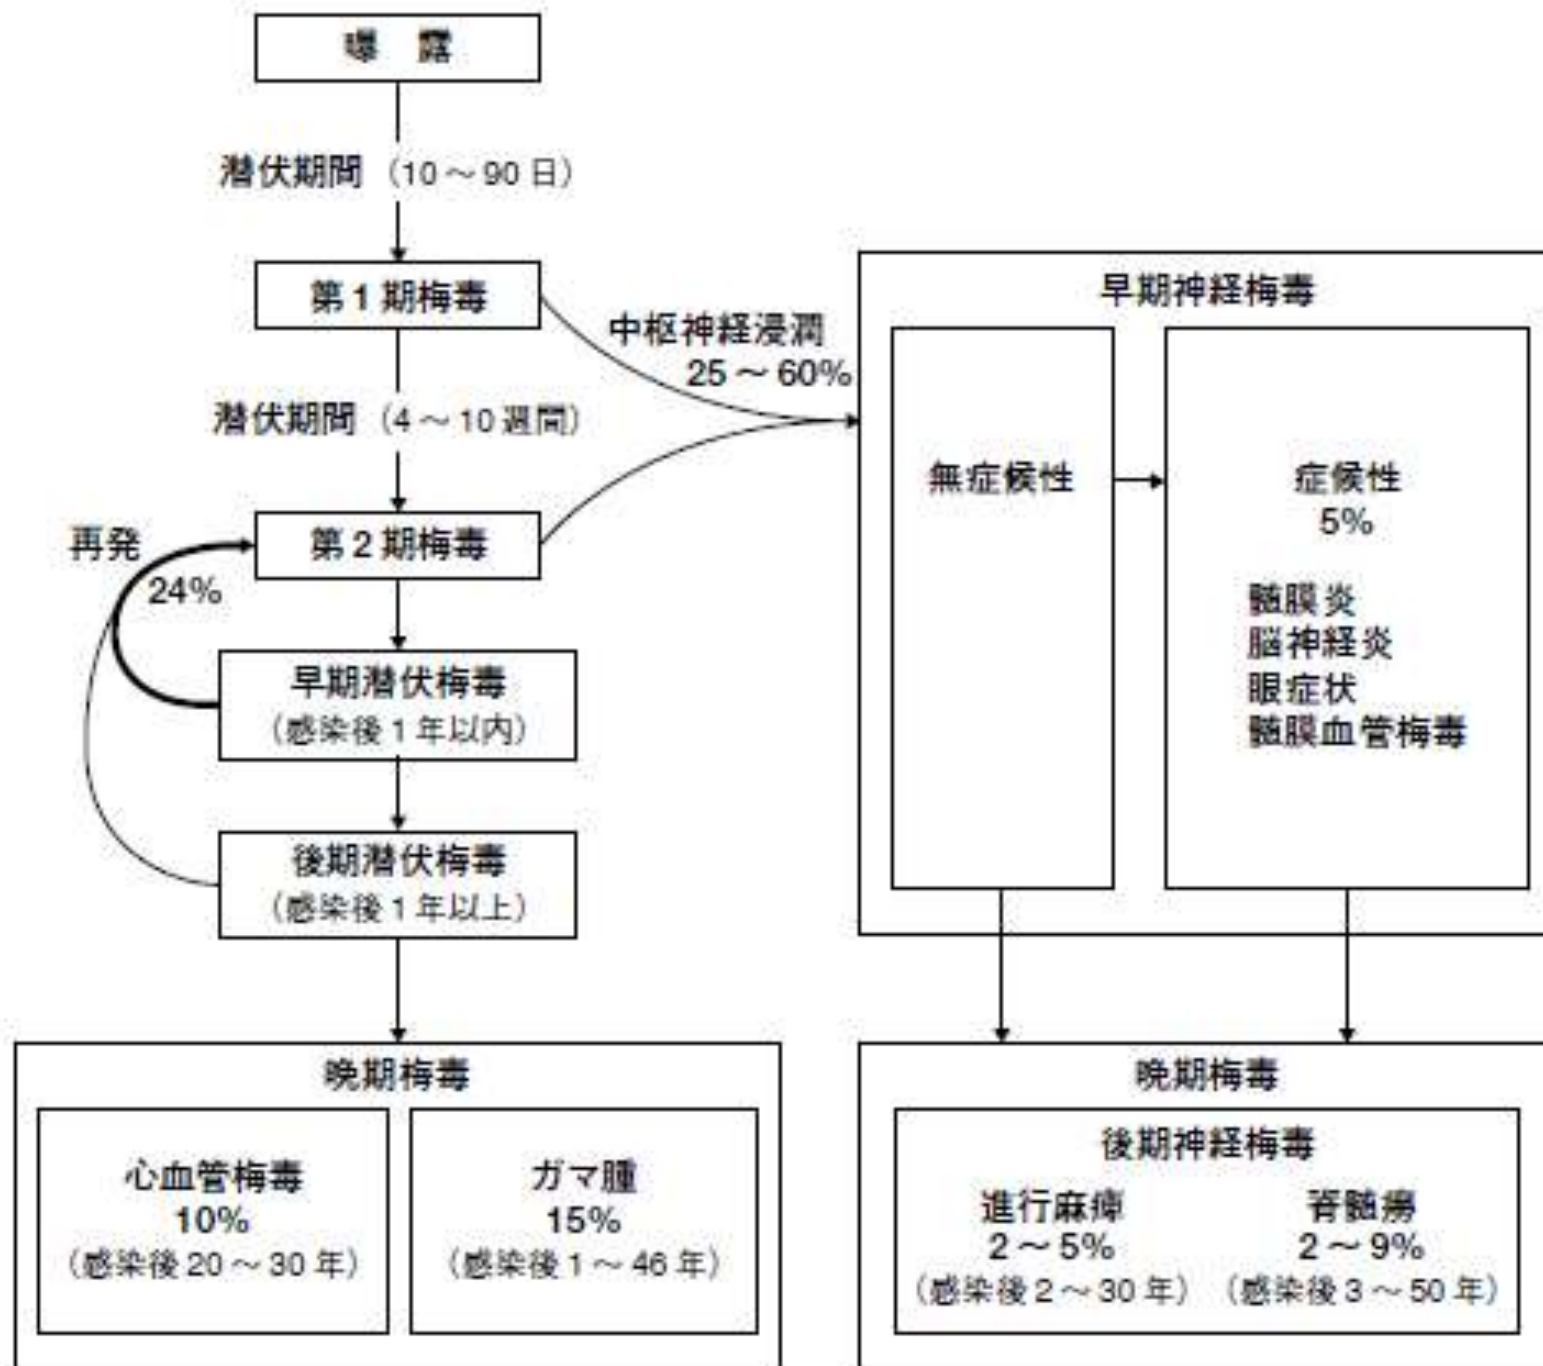 曝 露
潜伏期間（10～90日）
第1期梅毒
中枢神経浸潤
25～60%
潜伏期間（4～10週間）
第2期梅毒
再発
24%
早期潜伏梅毒
（感染後1年以内）
後期潜伏梅毒
（感染後1年以上）
早期神経梅毒
無症候性
症候性
5%
髄膜炎
脳神経炎
眼症状
髄膜血管梅毒
晩期梅毒
心血管梅毒
10%
（感染後20～30年）
ガマ腫
15%
（感染後1～46年）
晩期梅毒
後期神経梅毒
進行麻痺
2～5%
（感染後2～30年）
脊髄癆
2～9%
（感染後3～50年）